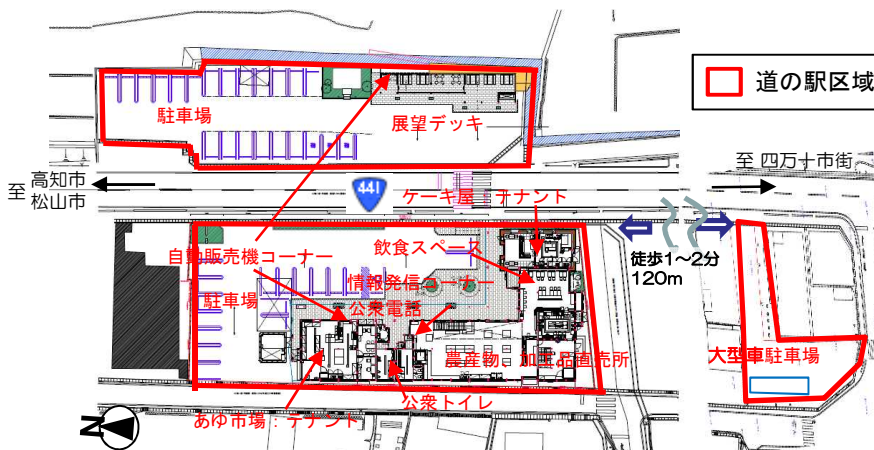 道の駅区域
駐車場
展望デッキ
至 四万十市街
至 高知市
松山市
441
ケーキ屋：テナント
自動販売機コーナー
飲食スペース
徒歩1～2分
120m
情報発信コーナー
駐車場
公衆電話
農産物、加工品直売所
大型車駐車場
公衆トイレ
あゆ市場：テナント
N